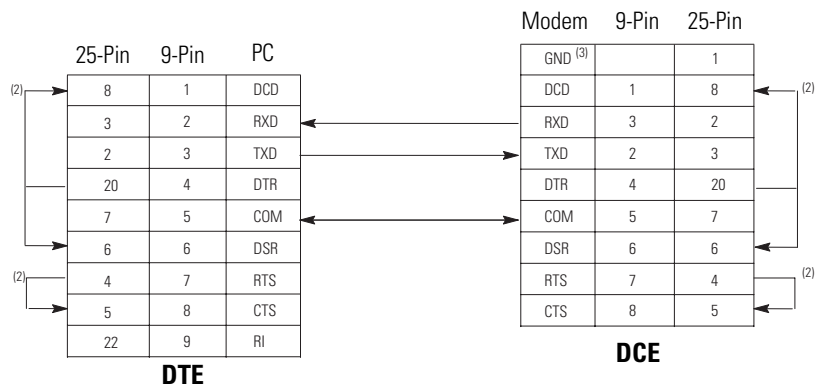 Modem 9-Pin 25-Pin
GND (3) 1
DCD 1 8 (2)
RXD 3 2
TXD 2 3
DTR 4 20
COM 5 7
DSR 6 6
RTS 7 4 (2)
CTS 8 5
DCE
25-Pin 9-Pin PC
(2) 8 1 DCD
3 2 RXD
2 3 TXD
20 4 DTR
7 5 COM
6 6 DSR
(2) 4 7 RTS
5 8 CTS
22 9 RI
DTE